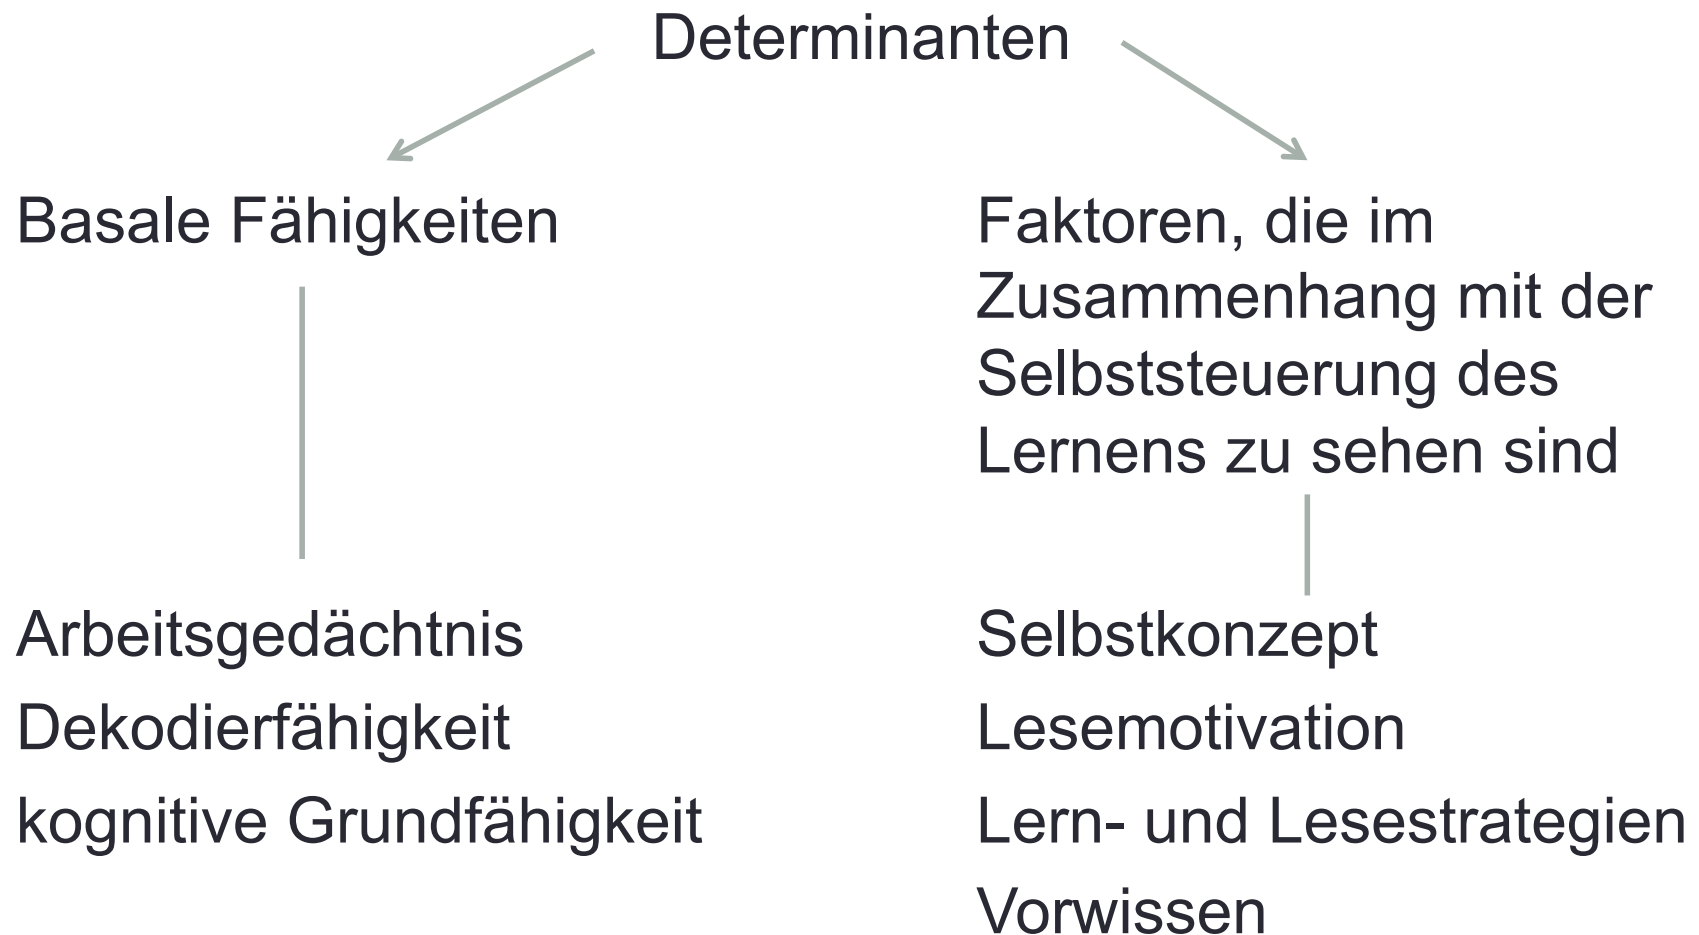 Determinanten
Basale Fähigkeiten
Faktoren, die im
Zusammenhang mit der
Selbststeuerung des
Lernens zu sehen sind
Arbeitsgedächtnis
Dekodierfähigkeit
kognitive Grundfähigkeit
Selbstkonzept
Lesemotivation
Lern- und Lesestrategien
Vorwissen